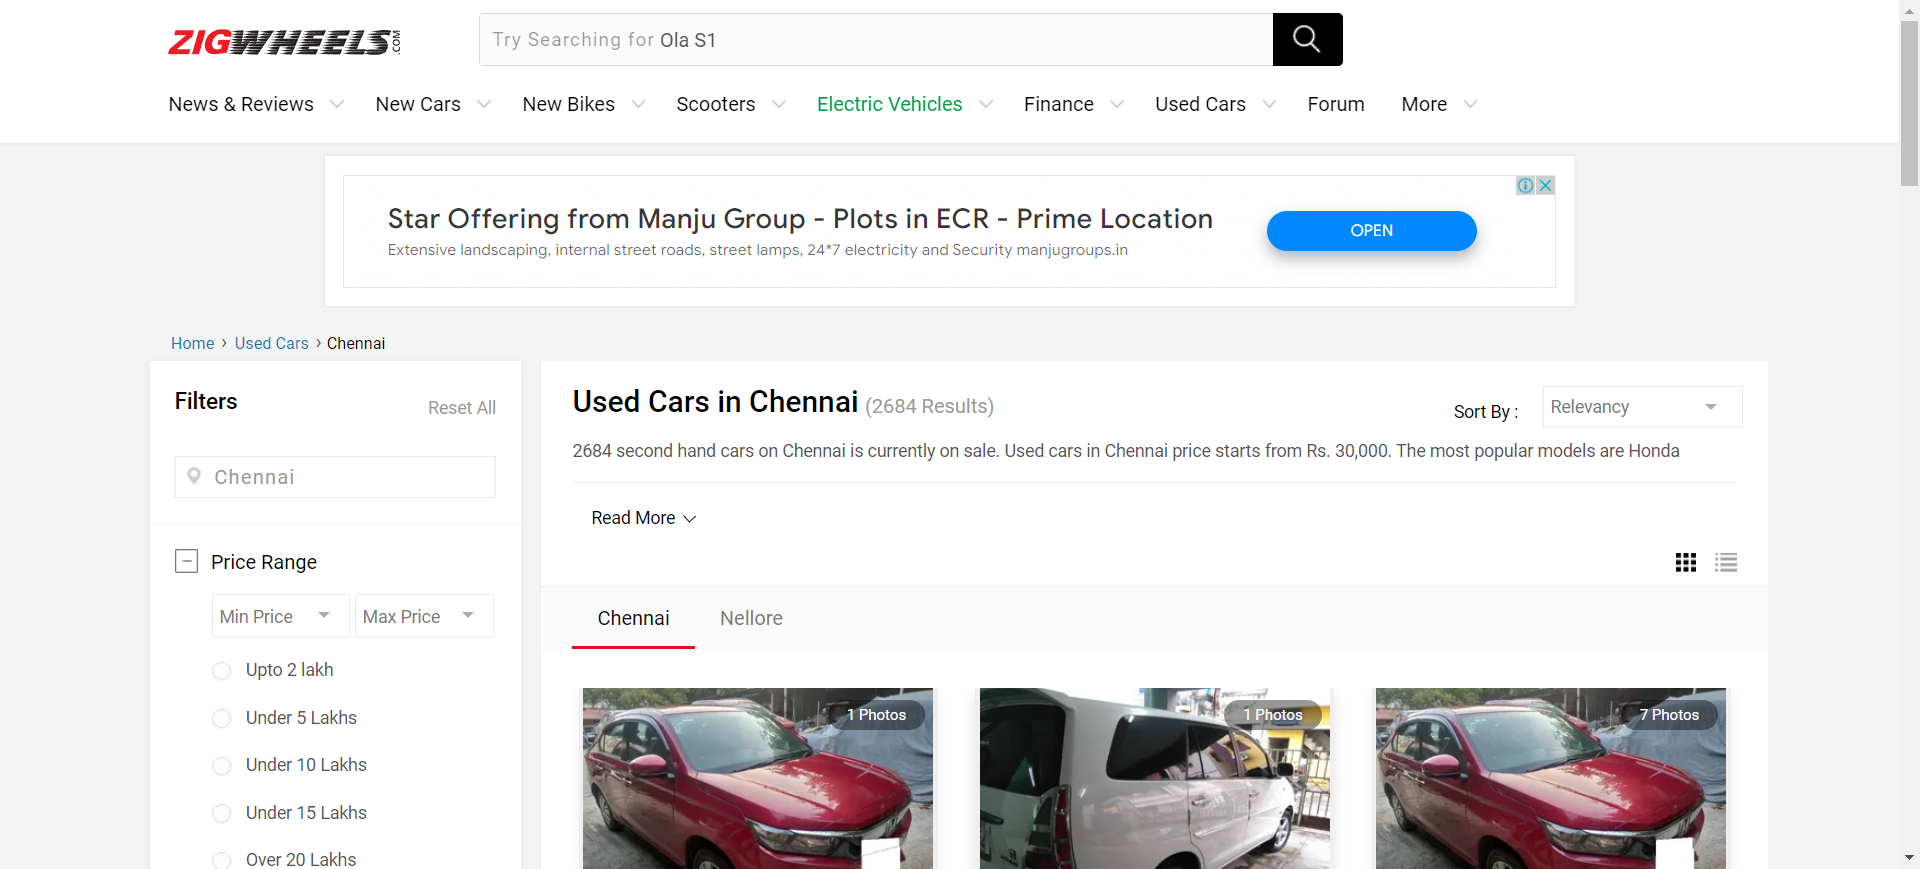 ZIGWHEELS.COM
Try Searching for Ola S1
News & Reviews New Cars New Bikes Scooters Electric Vehicles Finance Used Cars Forum More
Star Offering from Manju Group - Plots in ECR - Prime Location
Extensive landscaping, internal street roads, street lamps, 24*7 electricity and Security manjugroups.in
OPEN
Home › Used Cars › Chennai
Filters
Reset All
Chennai
Price Range
Min Price Max Price
Upto 2 lakh
Under 5 Lakhs
Under 10 Lakhs
Under 15 Lakhs
Over 20 Lakhs
Used Cars in Chennai (2684 Results)
Sort By : Relevancy
2684 second hand cars on Chennai is currently on sale. Used cars in Chennai price starts from Rs. 30,000. The most popular models are Honda
Read More
Chennai Nellore
1 Photos
1 Photos
7 Photos